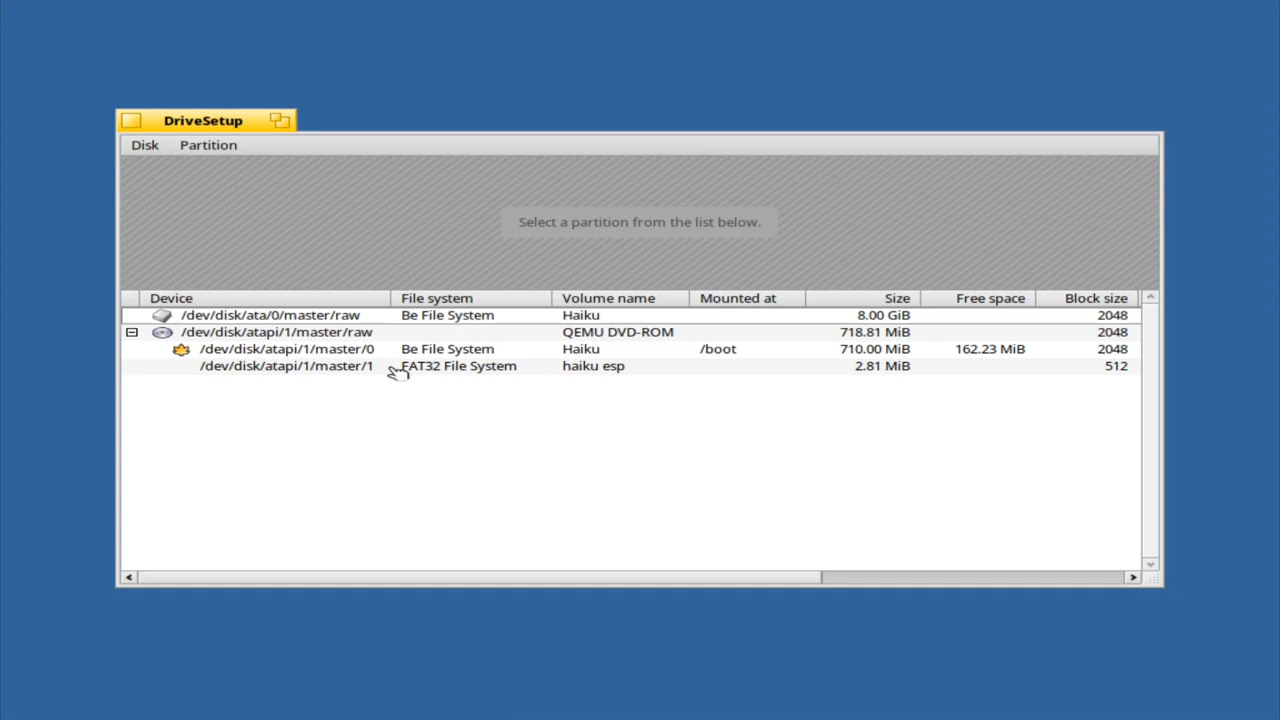 DriveSetup
Disk Partition
Select a partition from the list below.
Device File system Volume name Mounted at Size Free space Block size
/dev/disk/ata/0/master/raw Be File System Haiku 8.00 GiB 2048
/dev/disk/atapi/1/master/raw QEMU DVD-ROM 718.81 MiB 2048
/dev/disk/atapi/1/master/0 Be File System Haiku /boot 710.00 MiB 162.23 MiB 2048
/dev/disk/atapi/1/master/1 FAT32 File System haiku esp 2.81 MiB 512